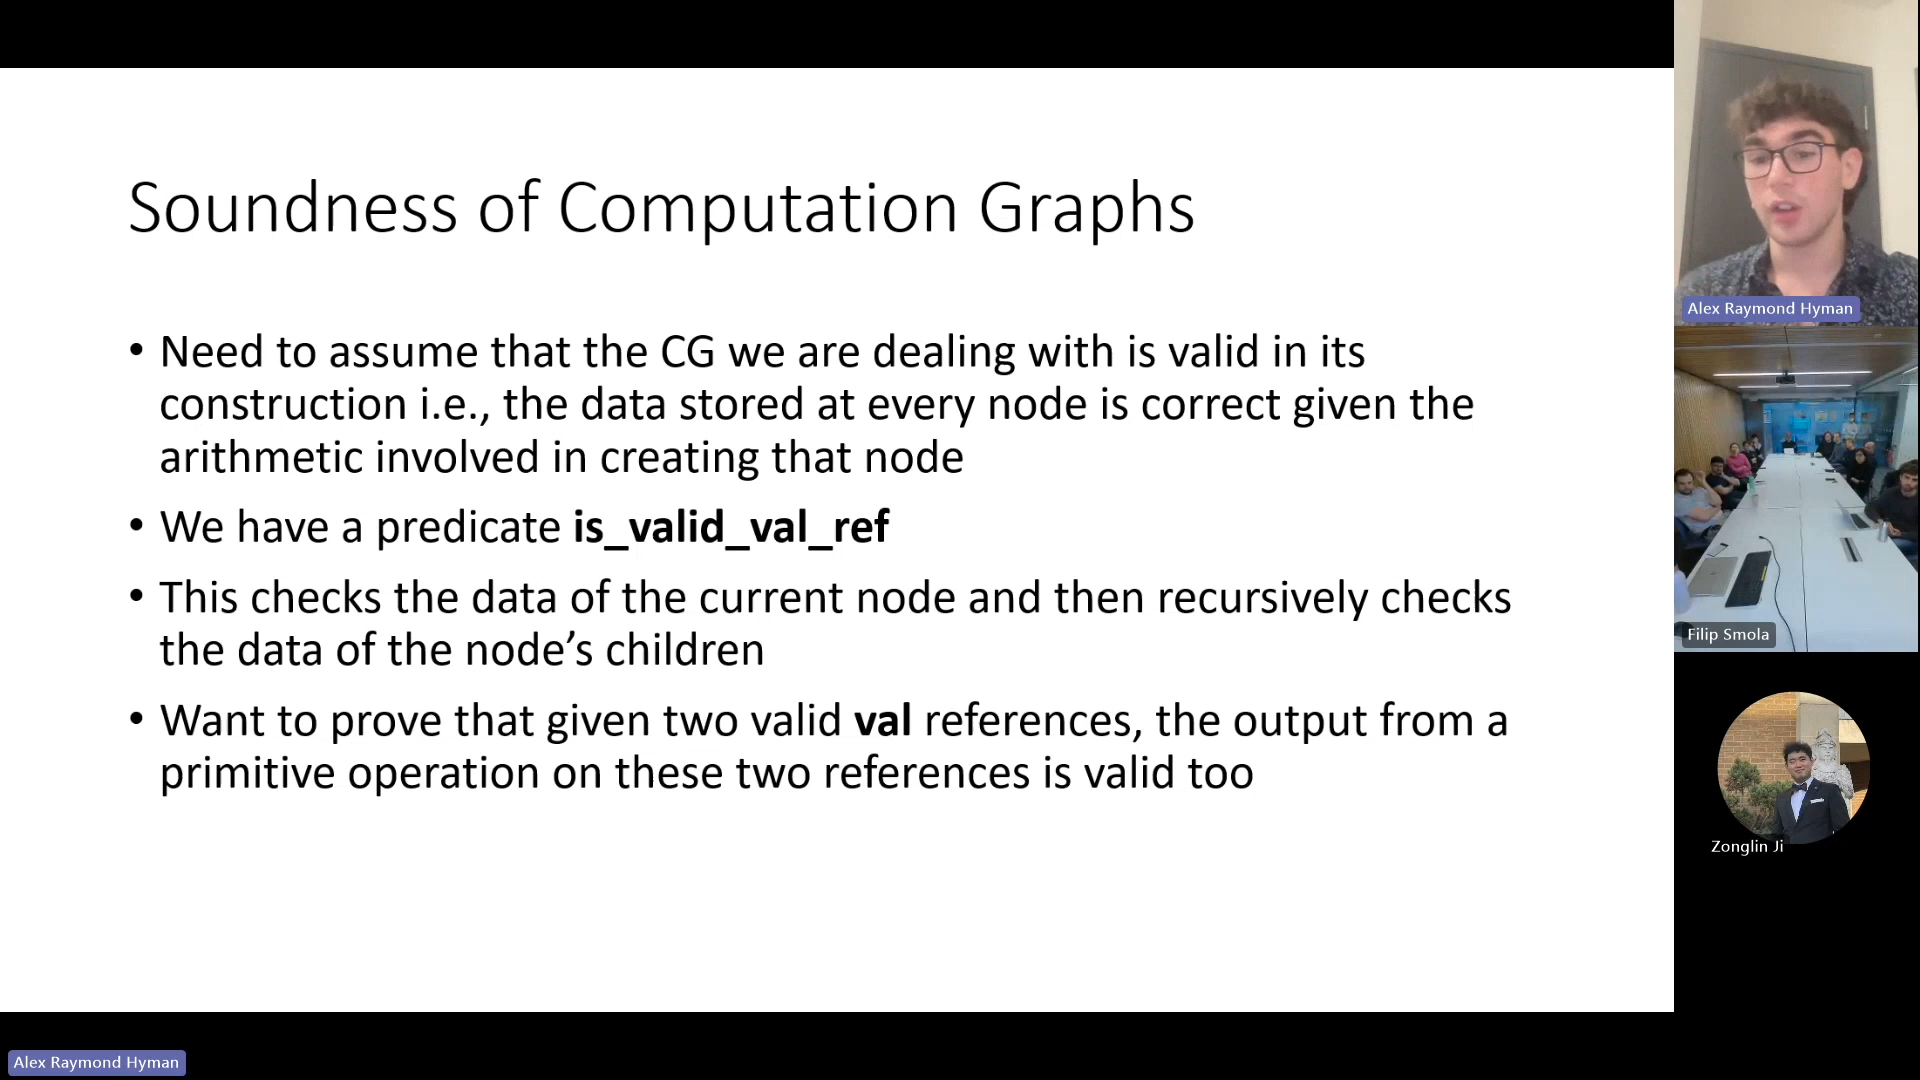 Soundness of Computation Graphs
• Need to assume that the CG we are dealing with is valid in its
construction i.e., the data stored at every node is correct given the
arithmetic involved in creating that node
• We have a predicate is_valid_val_ref
• This checks the data of the current node and then recursively checks
the data of the node’s children
• Want to prove that given two valid val references, the output from a
primitive operation on these two references is valid too
Alex Raymond Hyman
Filip Smola
Zonglin Ji
Alex Raymond Hyman